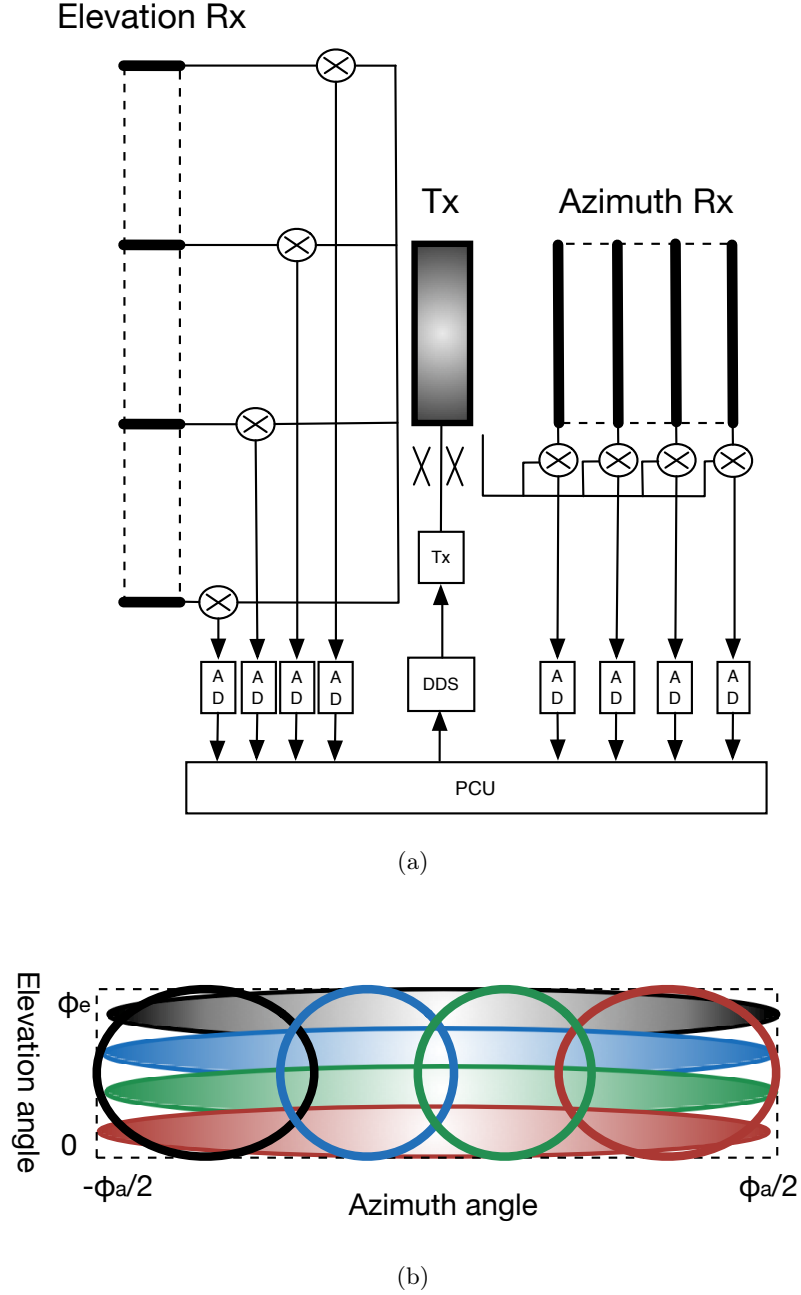 Elevation Rx
Tx
Azimuth Rx
Tx
DDS
A D
A D
A D
A D
A D
A D
A D
A D
PCU
(a)
Elevation angle
Φe
0
-Φa/2
Φa/2
Azimuth angle
(b)